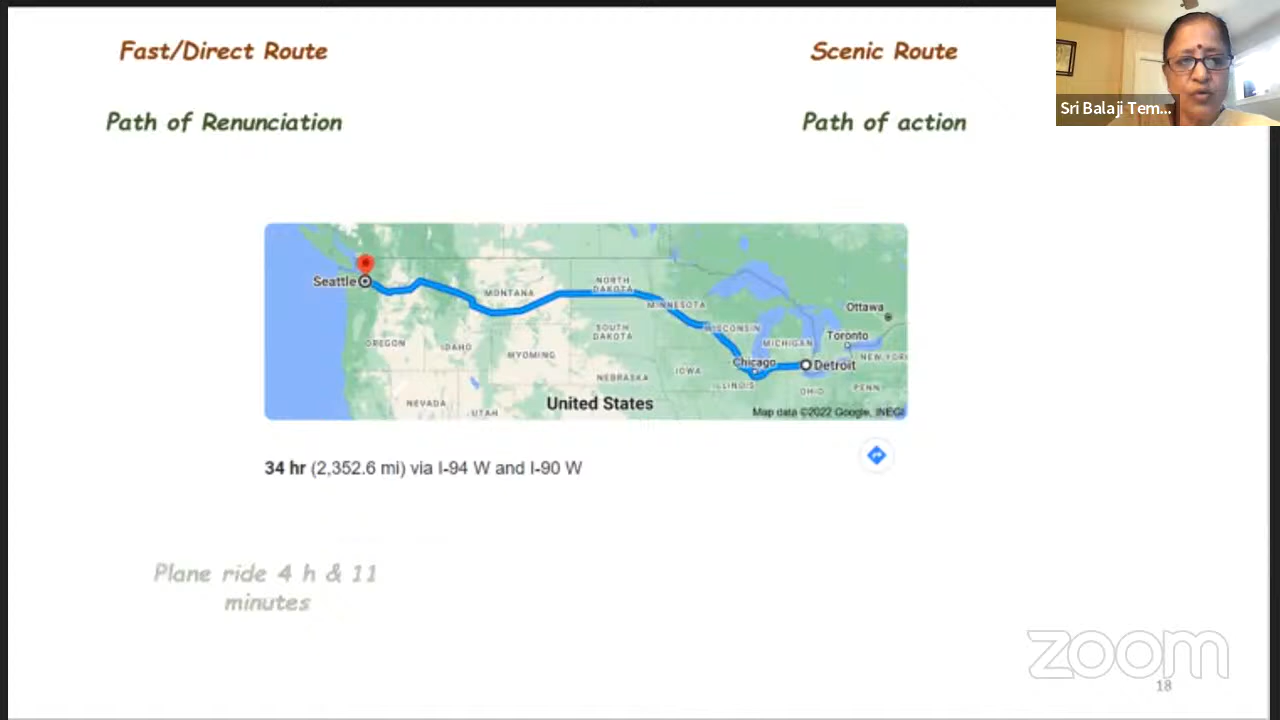 Fast/Direct Route
Scenic Route
Sri Balaji Tem...
Path of Renunciation
Path of action
Seattle
MONTANA
NORTH
DAKOTA
MINNESOTA
Ottawa
OREGON
IDAHO
WYOMING
SOUTH
DAKOTA
WISCONSIN
MICHIGAN
Toronto
NEW YORK
Chicago
Detroit
NEBRASKA
IOWA
ILLINOIS
OHIO
PENN
NEVADA
UTAH
United States
Map data ©2022 Google, INEGI
34 hr (2,352.6 mi) via I-94 W and I-90 W
Plane ride 4 h & 11
minutes
zoom
18